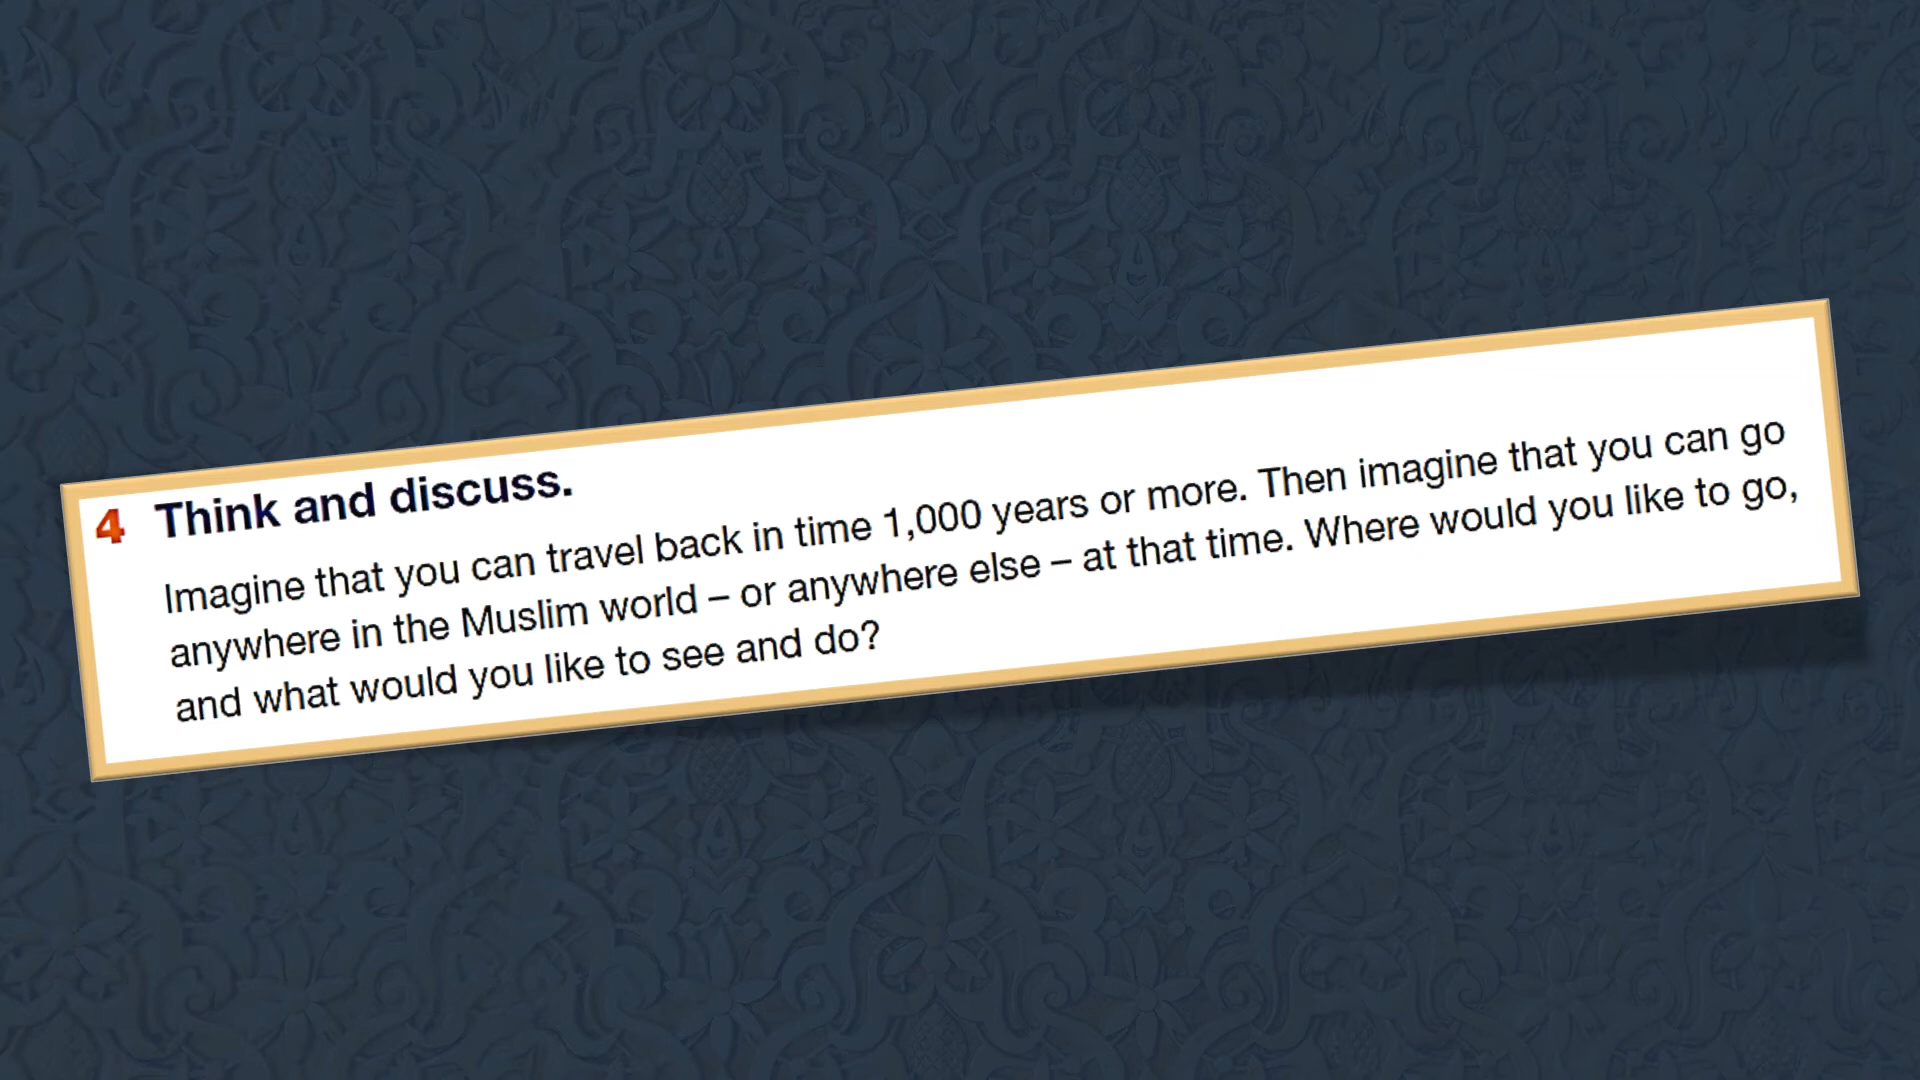 4 Think and discuss.
Imagine that you can travel back in time 1,000 years or more. Then imagine that you can go
anywhere in the Muslim world – or anywhere else – at that time. Where would you like to go,
and what would you like to see and do?